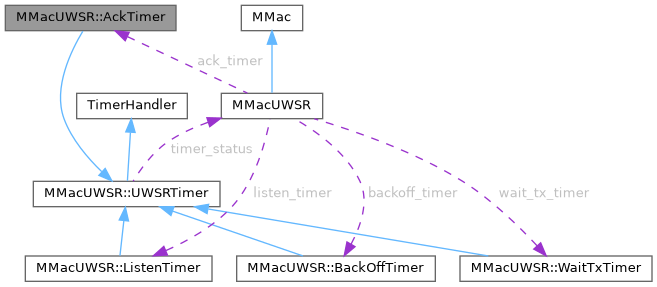 MMacUWSR::AckTimer
MMac
ack_timer
TimerHandler
MMacUWSR
timer_status
MMacUWSR::UWSRTimer
listen_timer
backoff_timer
wait_tx_timer
MMacUWSR::ListenTimer
MMacUWSR::BackOffTimer
MMacUWSR::WaitTxTimer